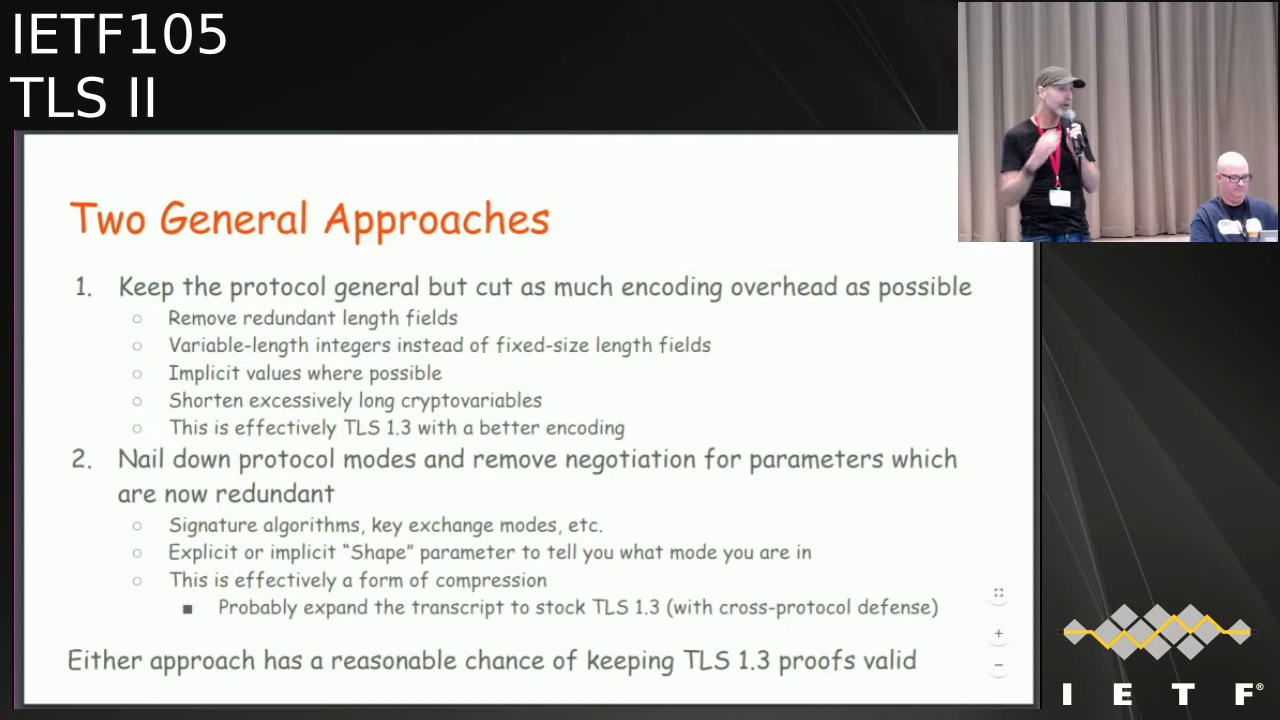 IETF105
TLS II
Two General Approaches
1. Keep the protocol general but cut as much encoding overhead as possible
○ Remove redundant length fields
○ Variable-length integers instead of fixed-size length fields
○ Implicit values where possible
○ Shorten excessively long cryptovariables
○ This is effectively TLS 1.3 with a better encoding
2. Nail down protocol modes and remove negotiation for parameters which
are now redundant
○ Signature algorithms, key exchange modes, etc.
○ Explicit or implicit “Shape” parameter to tell you what mode you are in
○ This is effectively a form of compression
■ Probably expand the transcript to stock TLS 1.3 (with cross-protocol defense)
Either approach has a reasonable chance of keeping TLS 1.3 proofs valid
+
−
IETF®